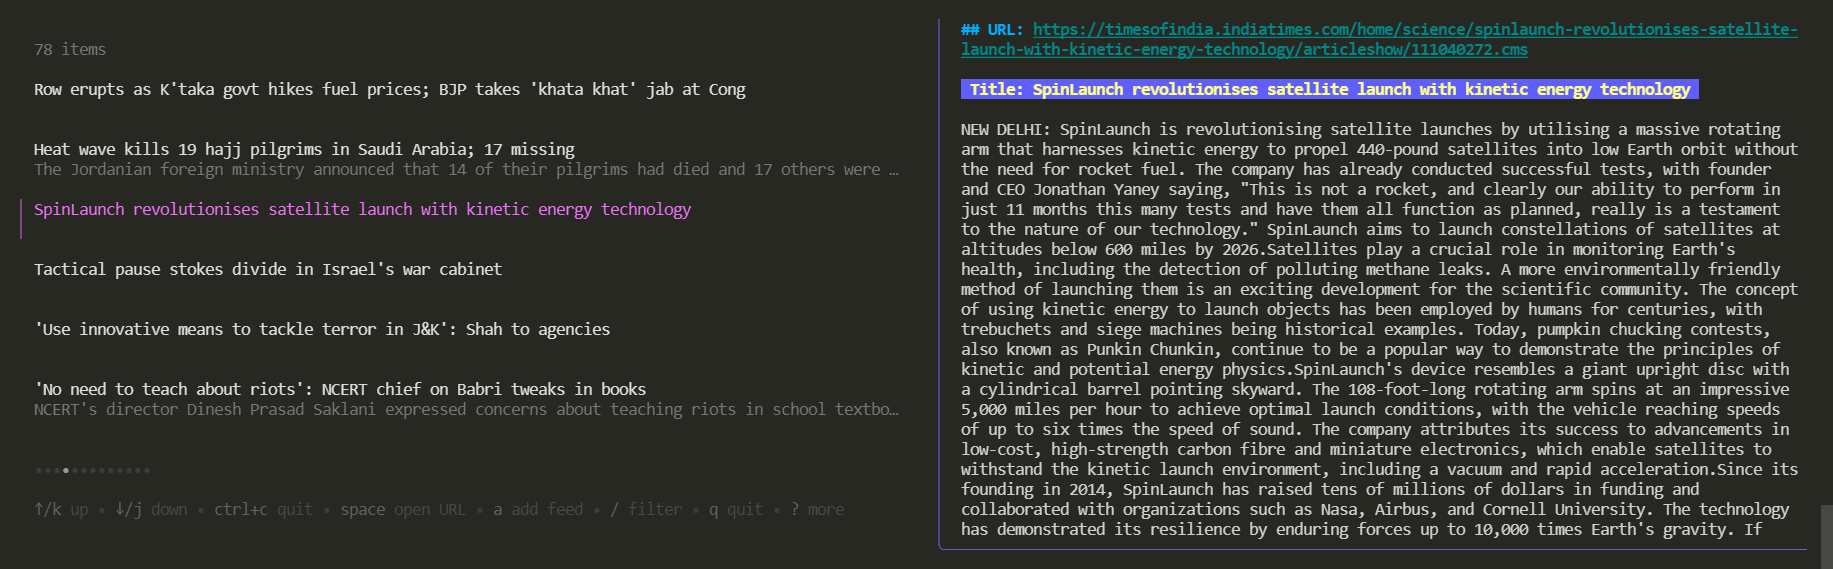 78 items
Row erupts as K'taka govt hikes fuel prices; BJP takes 'khata khat' jab at Cong
Heat wave kills 19 hajj pilgrims in Saudi Arabia; 17 missing
The Jordanian foreign ministry announced that 14 of their pilgrims had died and 17 others were …
SpinLaunch revolutionises satellite launch with kinetic energy technology
Tactical pause stokes divide in Israel's war cabinet
'Use innovative means to tackle terror in J&K': Shah to agencies
'No need to teach about riots': NCERT chief on Babri tweaks in books
NCERT's director Dinesh Prasad Saklani expressed concerns about teaching riots in school textbo…
↑/k up • ↓/j down • ctrl+c quit • space open URL • a add feed • / filter • q quit • ? more
## URL: https://timesofindia.indiatimes.com/home/science/spinlaunch-revolutionises-satellite-
launch-with-kinetic-energy-technology/articleshow/111040272.cms
Title: SpinLaunch revolutionises satellite launch with kinetic energy technology
NEW DELHI: SpinLaunch is revolutionising satellite launches by utilising a massive rotating
arm that harnesses kinetic energy to propel 440-pound satellites into low Earth orbit without
the need for rocket fuel. The company has already conducted successful tests, with founder
and CEO Jonathan Yaney saying, "This is not a rocket, and clearly our ability to perform in
just 11 months this many tests and have them all function as planned, really is a testament
to the nature of our technology." SpinLaunch aims to launch constellations of satellites at
altitudes below 600 miles by 2026.Satellites play a crucial role in monitoring Earth's
health, including the detection of polluting methane leaks. A more environmentally friendly
method of launching them is an exciting development for the scientific community. The concept
of using kinetic energy to launch objects has been employed by humans for centuries, with
trebuchets and siege machines being historical examples. Today, pumpkin chucking contests,
also known as Punkin Chunkin, continue to be a popular way to demonstrate the principles of
kinetic and potential energy physics.SpinLaunch's device resembles a giant upright disc with
a cylindrical barrel pointing skyward. The 108-foot-long rotating arm spins at an impressive
5,000 miles per hour to achieve optimal launch conditions, with the vehicle reaching speeds
of up to six times the speed of sound. The company attributes its success to advancements in
low-cost, high-strength carbon fibre and miniature electronics, which enable satellites to
withstand the kinetic launch environment, including a vacuum and rapid acceleration.Since its
founding in 2014, SpinLaunch has raised tens of millions of dollars in funding and
collaborated with organizations such as Nasa, Airbus, and Cornell University. The technology
has demonstrated its resilience by enduring forces up to 10,000 times Earth's gravity. If